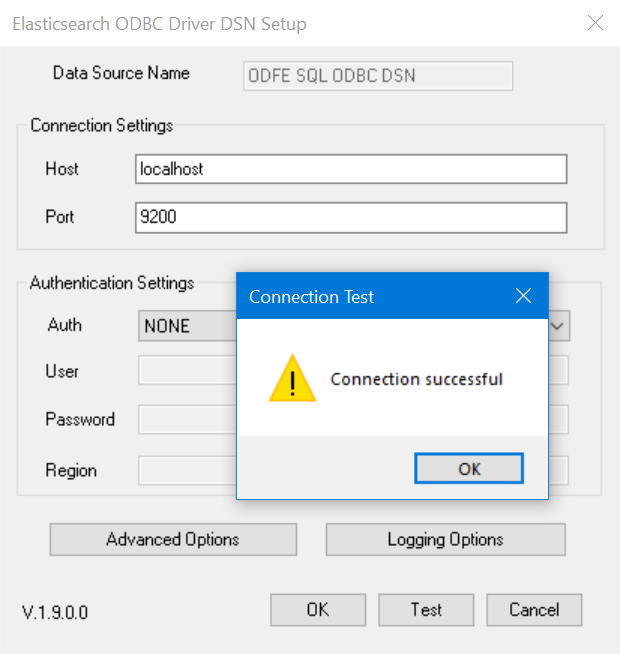 Elasticsearch ODBC Driver DSN Setup
Data Source Name ODFE SQL ODBC DSN
Connection Settings
Host localhost
Port 9200
Authentication Settings
Auth NONE
User
Password
Region
Connection Test
Connection successful
OK
Advanced Options Logging Options
V.1.9.0.0 OK Test Cancel